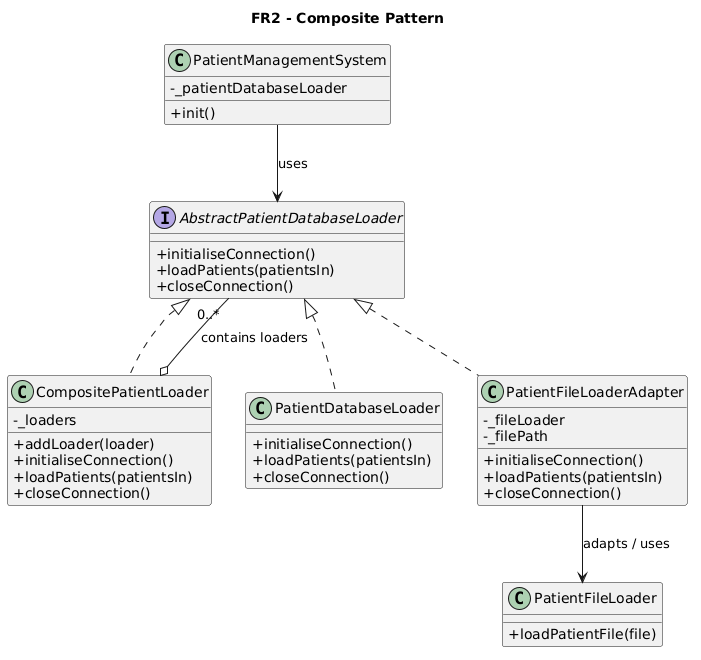 FR2 - Composite Pattern
C PatientManagementSystem
-_patientDatabaseLoader
+init()
uses
I AbstractPatientDatabaseLoader
+initialiseConnection()
+loadPatients(patientsIn)
+closeConnection()
0..*
contains loaders
C CompositePatientLoader
-_loaders
+addLoader(loader)
+initialiseConnection()
+loadPatients(patientsIn)
+closeConnection()
C PatientDatabaseLoader
+initialiseConnection()
+loadPatients(patientsIn)
+closeConnection()
C PatientFileLoaderAdapter
-_fileLoader
-_filePath
+initialiseConnection()
+loadPatients(patientsIn)
+closeConnection()
adapts / uses
C PatientFileLoader
+loadPatientFile(file)